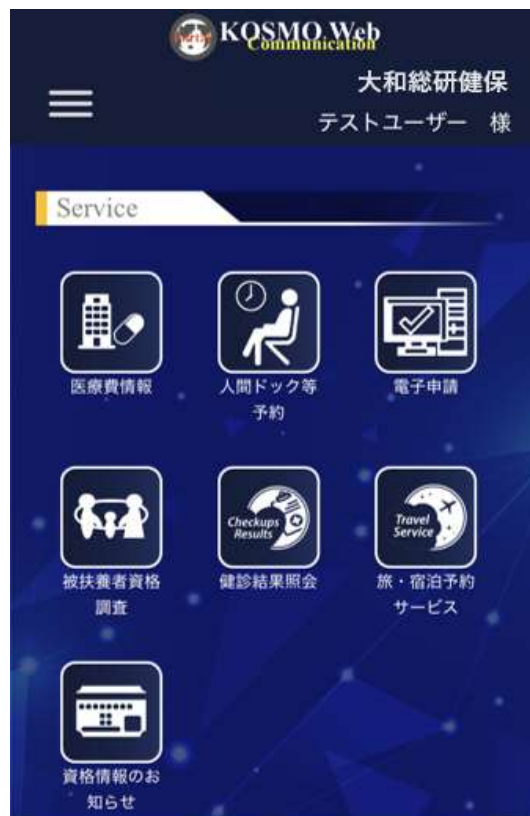 Portal
KOSMO Web
Communication
大和総研健保
テストユーザー 様
Service
医療費情報
人間ドック等
予約
電子申請
Checkups
Results
Travel
Service
被扶養者資格
調査
健診結果照会
旅・宿泊予約
サービス
資格情報のお
知らせ